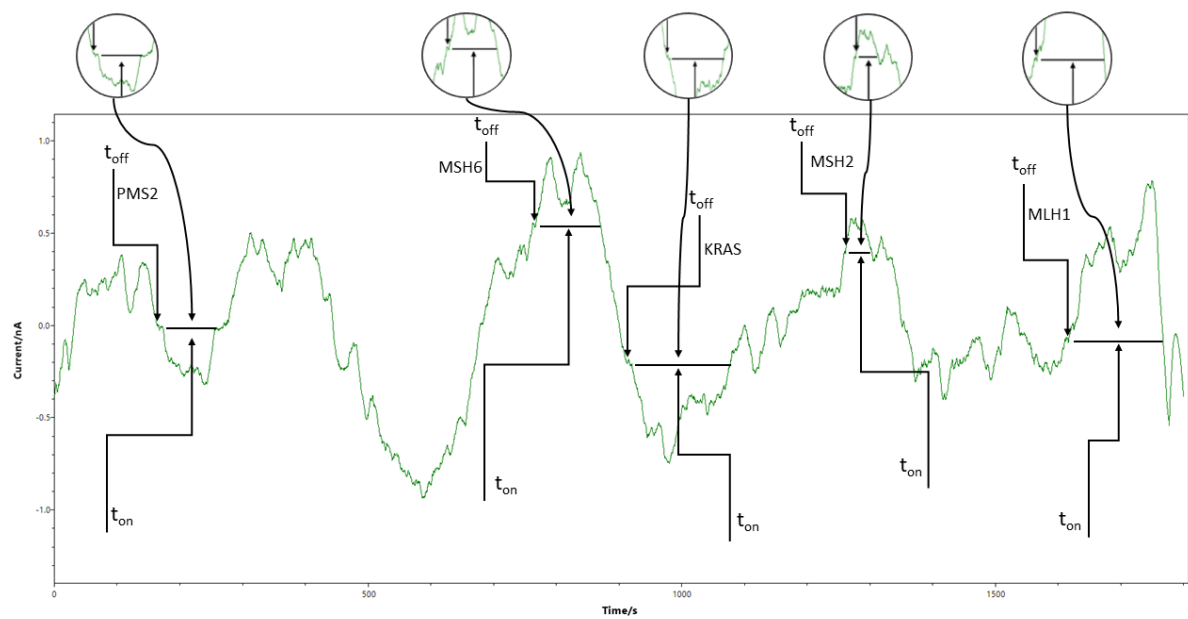 1.0
t_off
t_off
t_off
MSH6
MSH2
t_off
PMS2
t_off
MLH1
0.5
KRAS
0.0
Current/nA
-0.5
t_on
t_on
t_on
t_on
t_on
-1.0
0
500
1000
1500
Time/s